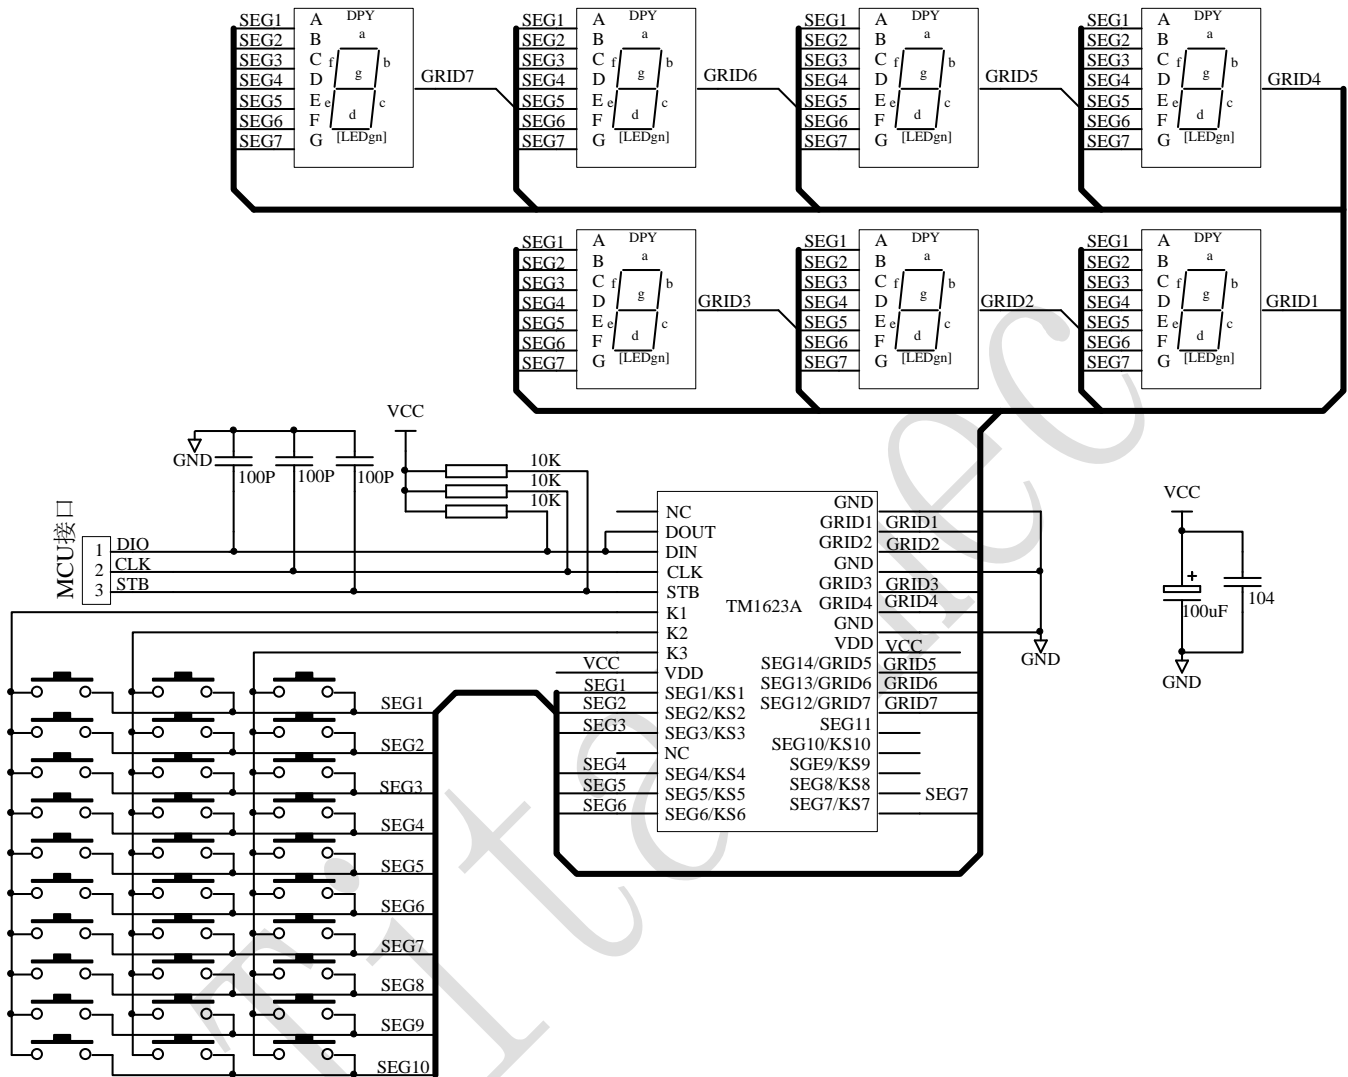 SEG1 A DPY SEG1 A DPY SEG1 A DPY SEG1 A DPY
SEG2 B a SEG2 B a SEG2 B a SEG2 B a
SEG3 C f b SEG3 C f b SEG3 C f b SEG3 C f b
SEG4 D g GRID7 SEG4 D g GRID6 SEG4 D g GRID5 SEG4 D g GRID4
SEG5 E e c SEG5 E e c SEG5 E e c SEG5 E e c
SEG6 F d SEG6 F d SEG6 F d SEG6 F d
SEG7 G [LEDgn] SEG7 G [LEDgn] SEG7 G [LEDgn] SEG7 G [LEDgn]
SEG1 A DPY SEG1 A DPY SEG1 A DPY
SEG2 B a SEG2 B a SEG2 B a
SEG3 C f b SEG3 C f b SEG3 C f b
SEG4 D g GRID3 SEG4 D g GRID2 SEG4 D g GRID1
SEG5 E e c SEG5 E e c SEG5 E e c
SEG6 F d SEG6 F d SEG6 F d
SEG7 G [LEDgn] SEG7 G [LEDgn] SEG7 G [LEDgn]
VCC
GND 100P 100P 100P
10K
10K
10K
MCU接口
1 DIO
2 CLK
3 STB
NC
DOUT
DIN
CLK
STB
K1
K2
K3
VCC VDD
SEG1 SEG1/KS1
SEG2 SEG2/KS2
SEG3 SEG3/KS3
NC
SEG4 SEG4/KS4
SEG5 SEG5/KS5
SEG6 SEG6/KS6
TM1623A
GND
GRID1 GRID1
GRID2 GRID2
GND
GRID3 GRID3
GRID4 GRID4
GND
VDD VCC
SEG14/GRID5 GRID5
SEG13/GRID6 GRID6
SEG12/GRID7 GRID7
SEG11
SEG10/KS10
SGE9/KS9
SEG8/KS8
SEG7/KS7 SEG7
GND
VCC
+
100uF 104
GND
SEG1
SEG2
SEG3
SEG4
SEG5
SEG6
SEG7
SEG8
SEG9
SEG10